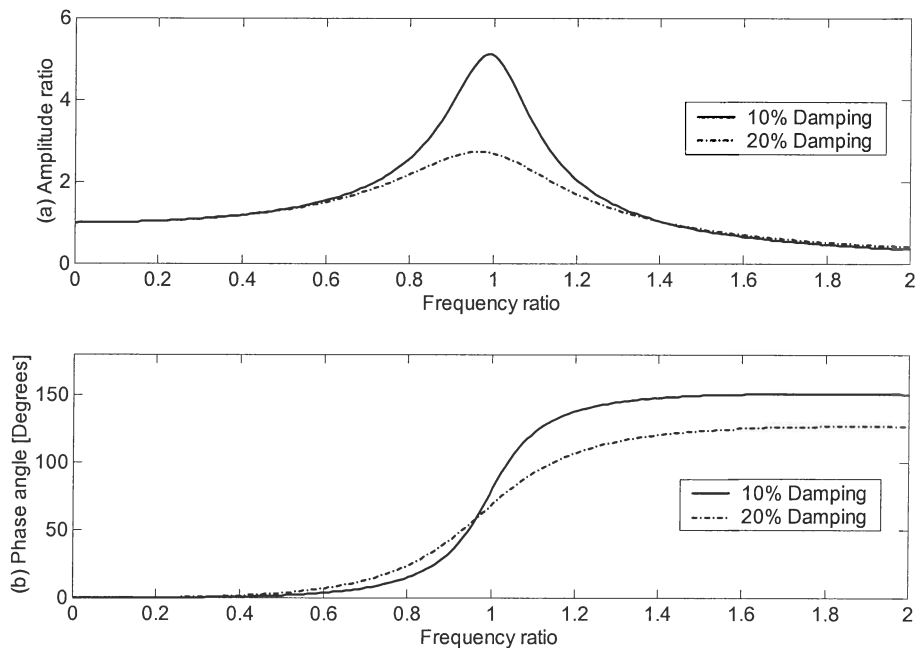 6
4
2
0
(a) Amplitude ratio
10% Damping
20% Damping
0 0.2 0.4 0.6 0.8 1 1.2 1.4 1.6 1.8 2
Frequency ratio
150
100
50
0
(b) Phase angle [Degrees]
10% Damping
20% Damping
0 0.2 0.4 0.6 0.8 1 1.2 1.4 1.6 1.8 2
Frequency ratio